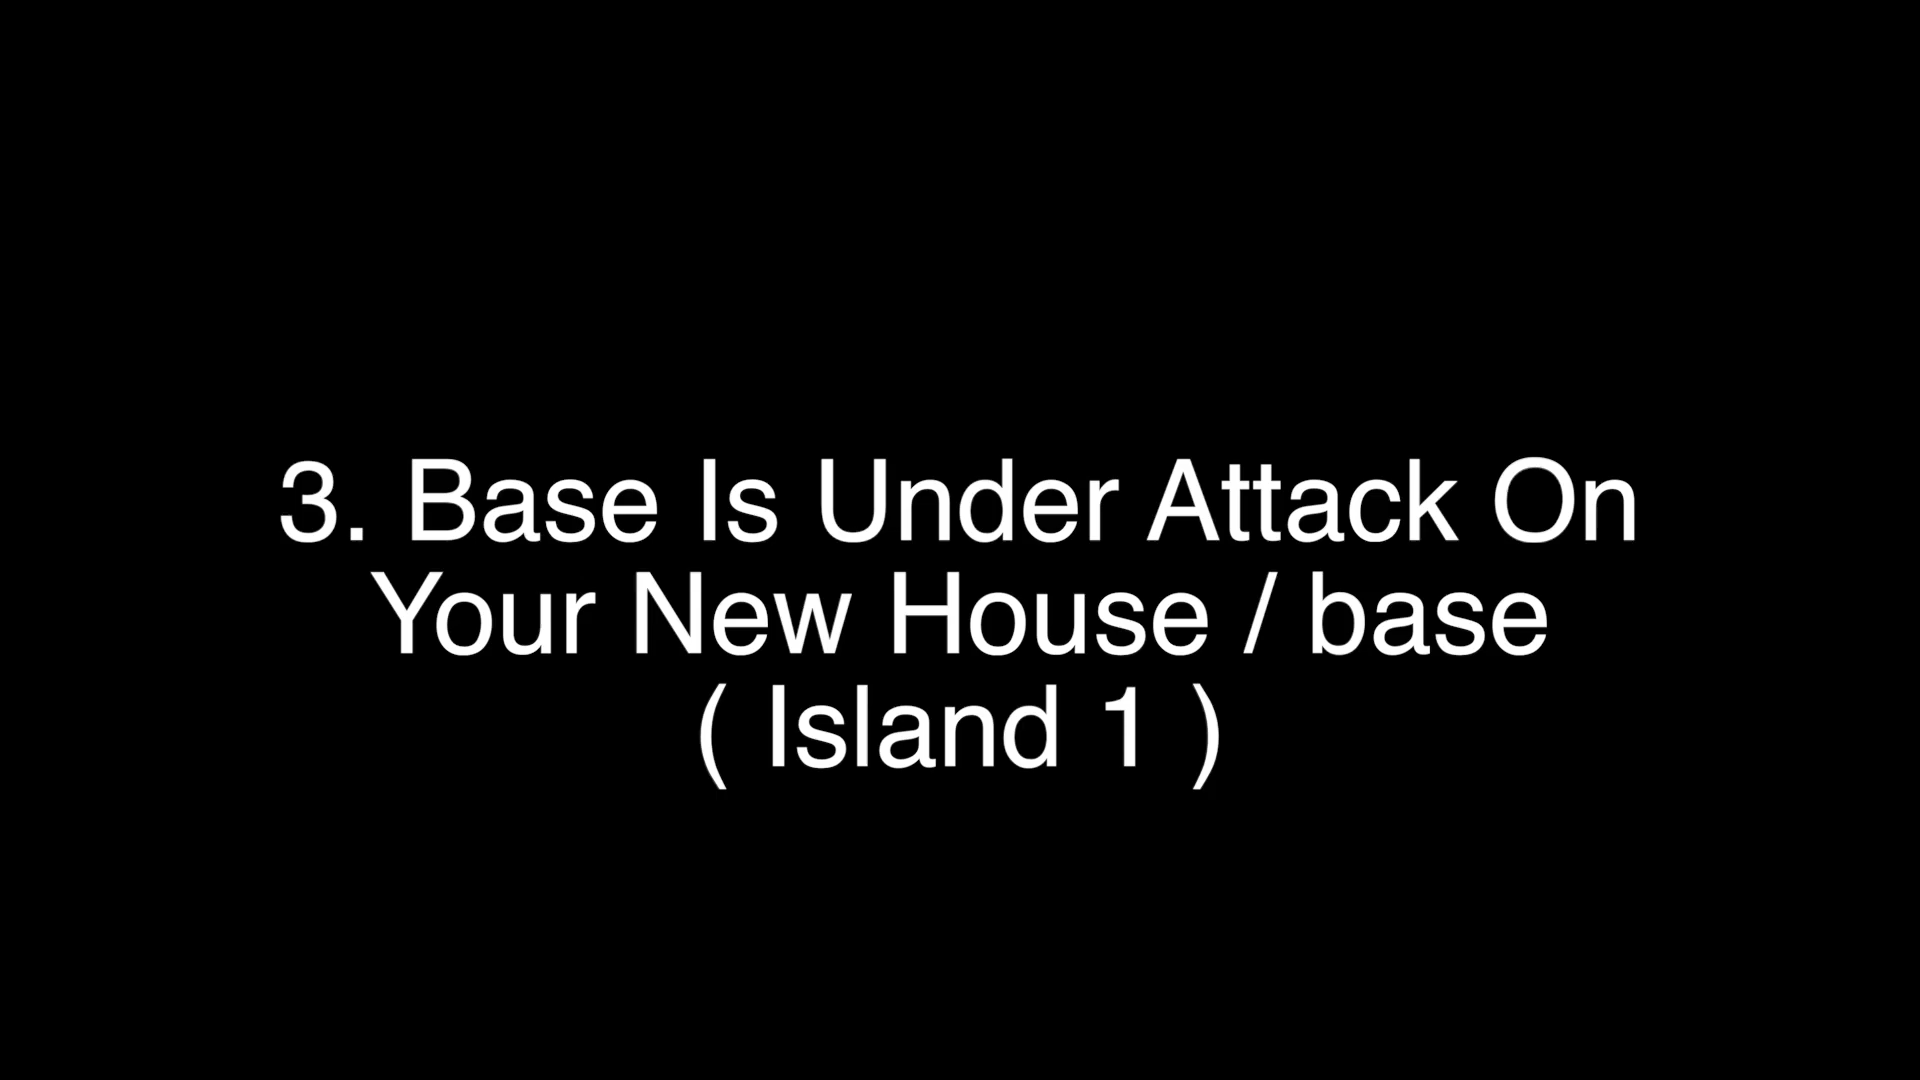 3. Base Is Under Attack On
Your New House / base
( Island 1 )